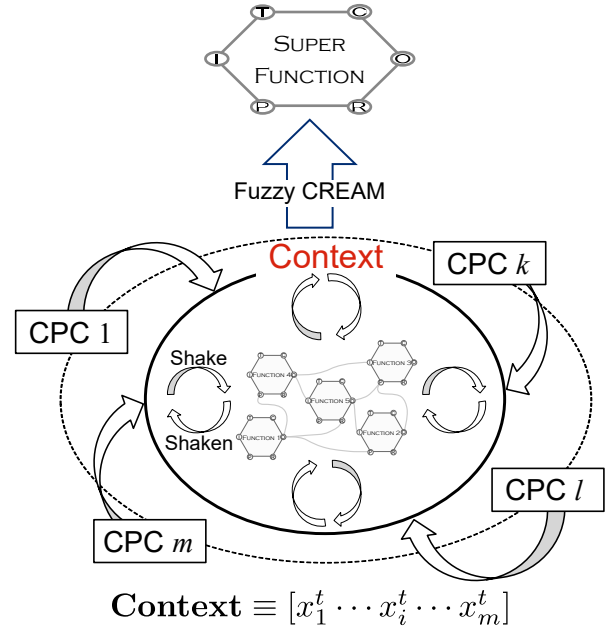 T C
SUPER
I O
FUNCTION
P R
Fuzzy CREAM
Context
CPC k
CPC 1
Shake
T C
I FUNCTION 4 O
P R
T C
I FUNCTION 3 O
P R
T C
I FUNCTION 5 O
P R
Shaken
T C
I FUNCTION 1 O
P R
T C
I FUNCTION 2 O
P R
CPC l
CPC m
Context ≡ [x_1^t ⋯ x_i^t ⋯ x_m^t]